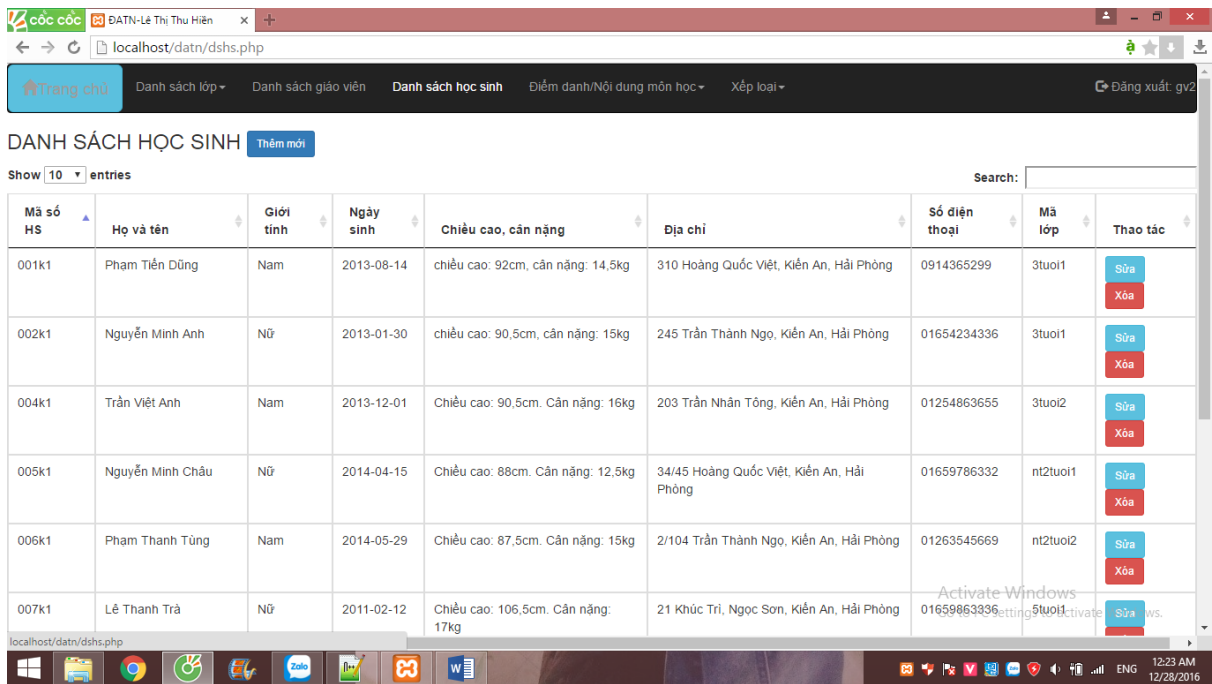 cốc cốc ĐATN-Lê Thị Thu Hiền
localhost/datn/dshs.php
Trang chủ Danh sách lớp Danh sách giáo viên Danh sách học sinh Điểm danh/Nội dung môn học Xếp loại Đăng xuất: gv2
DANH SÁCH HỌC SINH Thêm mới
Show 10 entries Search:
Mã số HS Họ và tên Giới tính Ngày sinh Chiều cao, cân nặng Địa chỉ Số điện thoại Mã lớp Thao tác
001k1 Phạm Tiến Dũng Nam 2013-08-14 chiều cao: 92cm, cân nặng: 14,5kg 310 Hoàng Quốc Việt, Kiến An, Hải Phòng 0914365299 3tuoi1 Sửa
Xóa
002k1 Nguyễn Minh Anh Nữ 2013-01-30 chiều cao: 90,5cm, cân nặng: 15kg 245 Trần Thành Ngọ, Kiến An, Hải Phòng 01654234336 3tuoi1 Sửa
Xóa
004k1 Trần Việt Anh Nam 2013-12-01 Chiều cao: 90,5cm. Cân nặng: 16kg 203 Trần Nhân Tông, Kiến An, Hải Phòng 01254863655 3tuoi2 Sửa
Xóa
005k1 Nguyễn Minh Châu Nữ 2014-04-15 Chiều cao: 88cm. Cân nặng: 12,5kg 34/45 Hoàng Quốc Việt, Kiến An, Hải Phòng 01659786332 nt2tuoi1 Sửa
Xóa
006k1 Phạm Thanh Tùng Nam 2014-05-29 Chiều cao: 87,5cm. Cân nặng: 15kg 2/104 Trần Thành Ngọ, Kiến An, Hải Phòng 01263545669 nt2tuoi2 Sửa
Xóa
Activate Windows
007k1 Lê Thanh Trà Nữ 2011-02-12 Chiều cao: 106,5cm. Cân nặng: 17kg 21 Khúc Trì, Ngọc Sơn, Kiến An, Hải Phòng 01659863336 5tuoi1 Sửa
Go to PC settings to activate Windows.
localhost/datn/dshs.php
Zalo ENG 12:23 AM
12/28/2016